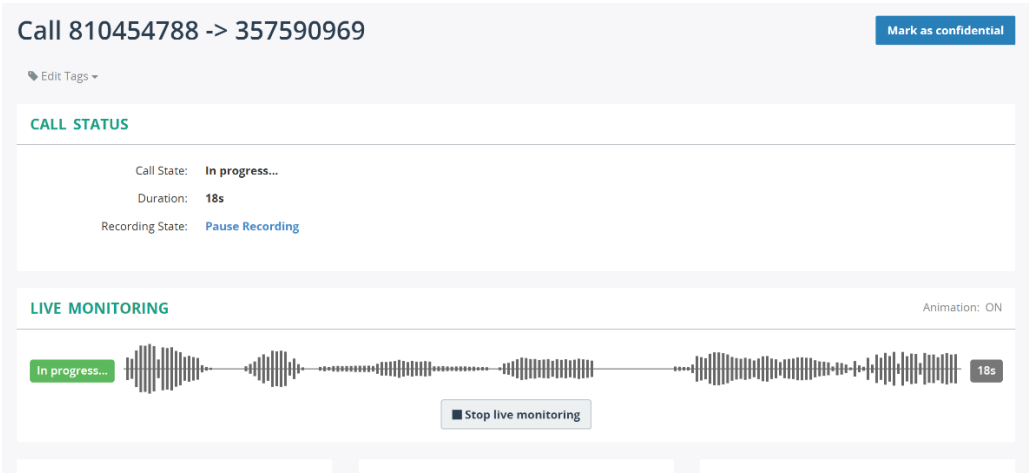 Call 810454788 -> 357590969
Mark as confidential
Edit Tags
CALL STATUS
Call State: In progress...
Duration: 18s
Recording State: Pause Recording
LIVE MONITORING
Animation: ON
In progress...
18s
Stop live monitoring